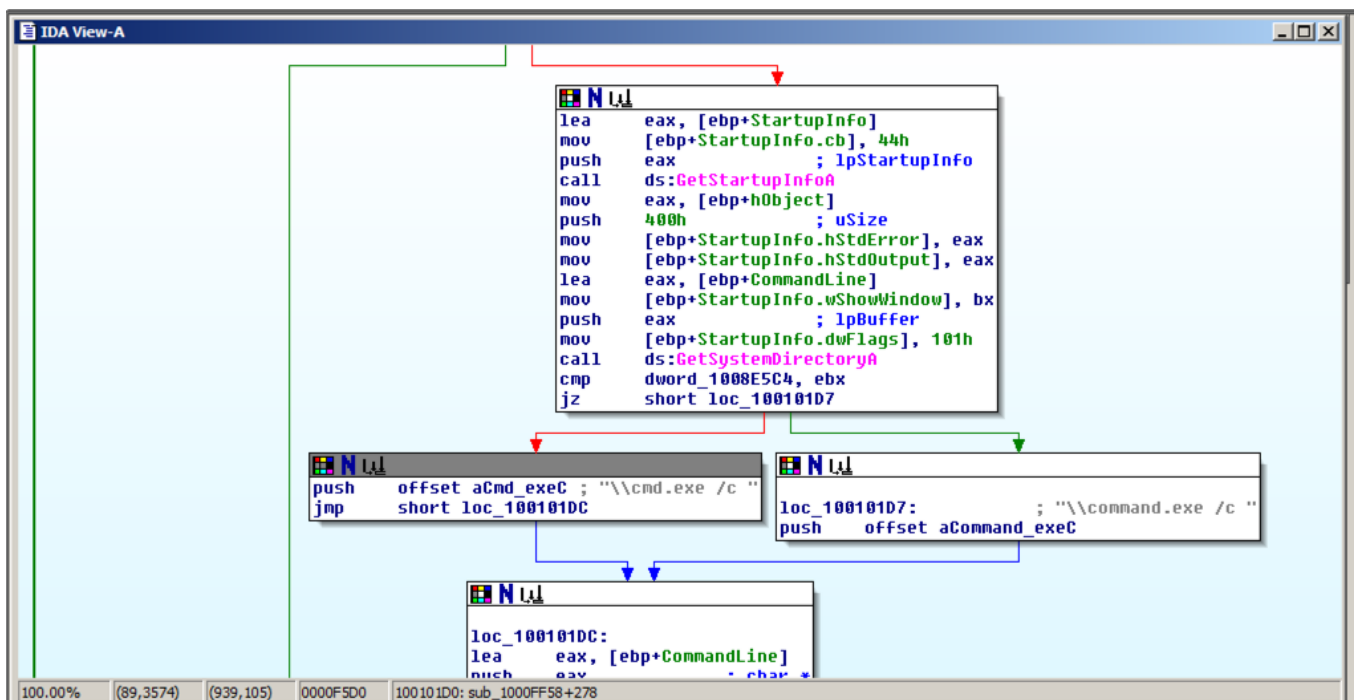 IDA View-A
N
lea eax, [ebp+StartupInfo]
mov [ebp+StartupInfo.cb], 44h
push eax ; lpStartupInfo
call ds:GetStartupInfoA
mov eax, [ebp+hObject]
push 400h ; uSize
mov [ebp+StartupInfo.hStdError], eax
mov [ebp+StartupInfo.hStdOutput], eax
lea eax, [ebp+CommandLine]
mov [ebp+StartupInfo.wShowWindow], bx
push eax ; lpBuffer
mov [ebp+StartupInfo.dwFlags], 101h
call ds:GetSystemDirectoryA
cmp dword_1008E5C4, ebx
jz short loc_100101D7
N
push offset aCmd_exeC ; "\\cmd.exe /c "
jmp short loc_100101DC
N
loc_100101D7: ; "\\command.exe /c "
push offset aCommand_exeC
N
loc_100101DC:
lea eax, [ebp+CommandLine]
push eax ; char *
100.00% (89,3574) (939,105) 0000F5D0 100101D0: sub_1000FF58+278